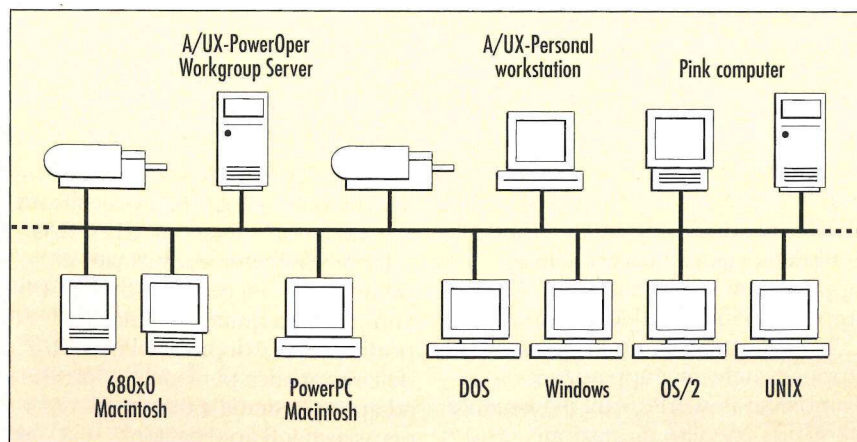 A/UX-PowerOper
Workgroup Server
A/UX-Personal
workstation
Pink computer
680x0
Macintosh
PowerPC
Macintosh
DOS
Windows
OS/2
UNIX